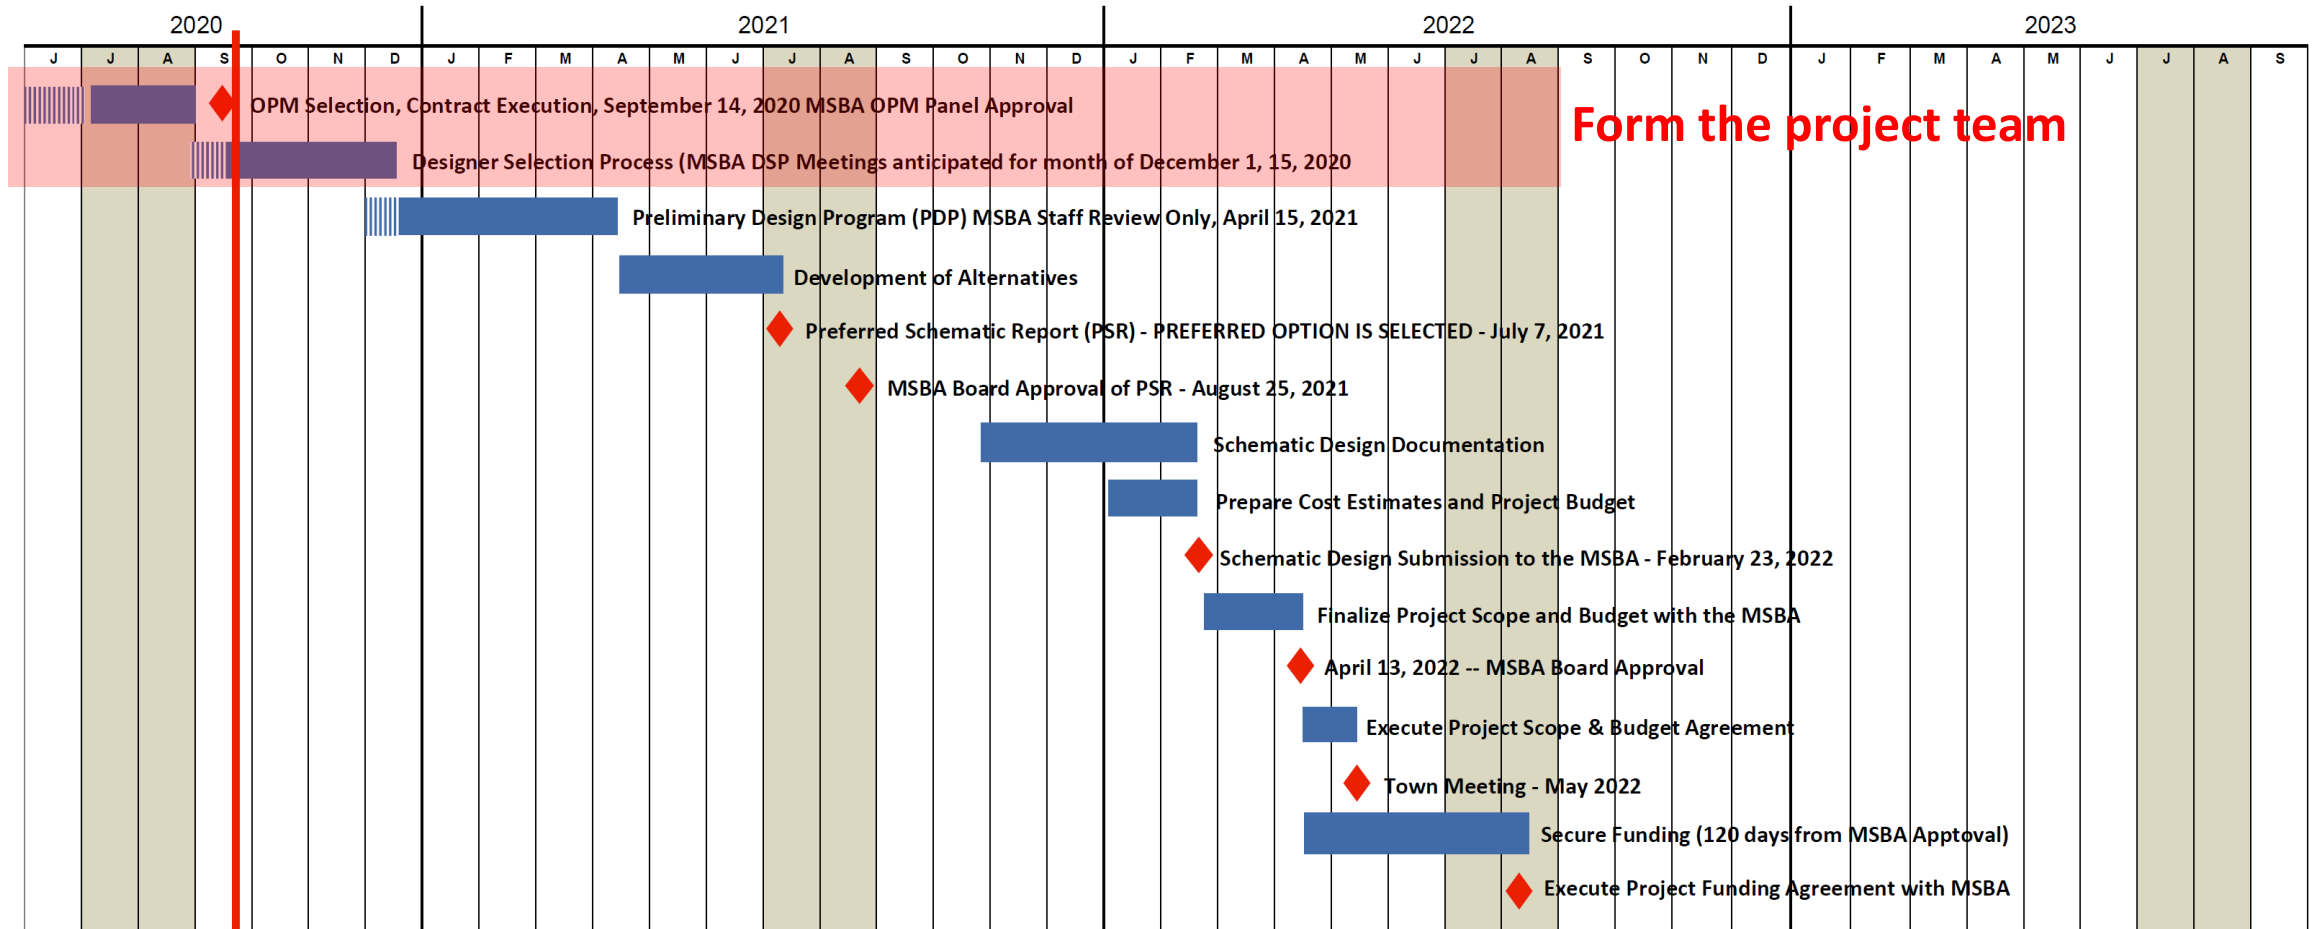 2020 2021 2022 2023
J J A S O N D J F M A M J J A S O N D J F M A M J J A S O N D J F M A M J J A S
OPM Selection, Contract Execution, September 14, 2020 MSBA OPM Panel Approval
Form the project team
Designer Selection Process (MSBA DSP Meetings anticipated for month of December 1, 15, 2020
Preliminary Design Program (PDP) MSBA Staff Review Only, April 15, 2021
Development of Alternatives
Preferred Schematic Report (PSR) - PREFERRED OPTION IS SELECTED - July 7, 2021
MSBA Board Approval of PSR - August 25, 2021
Schematic Design Documentation
Prepare Cost Estimates and Project Budget
Schematic Design Submission to the MSBA - February 23, 2022
Finalize Project Scope and Budget with the MSBA
April 13, 2022 -- MSBA Board Approval
Execute Project Scope & Budget Agreement
Town Meeting - May 2022
Secure Funding (120 days from MSBA Apptoval)
Execute Project Funding Agreement with MSBA